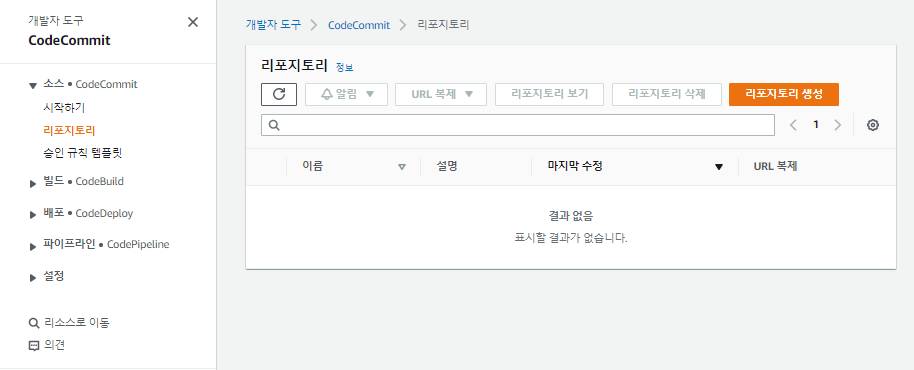 개발자 도구
CodeCommit
소스 • CodeCommit
시작하기
리포지토리
승인 규칙 템플릿
빌드 • CodeBuild
배포 • CodeDeploy
파이프라인 • CodePipeline
설정
리소스로 이동
의견
개발자 도구 > CodeCommit > 리포지토리
리포지토리 정보
알림 URL 복제 리포지토리 보기 리포지토리 삭제 리포지토리 생성
1
이름 설명 마지막 수정 URL 복제
결과 없음
표시할 결과가 없습니다.